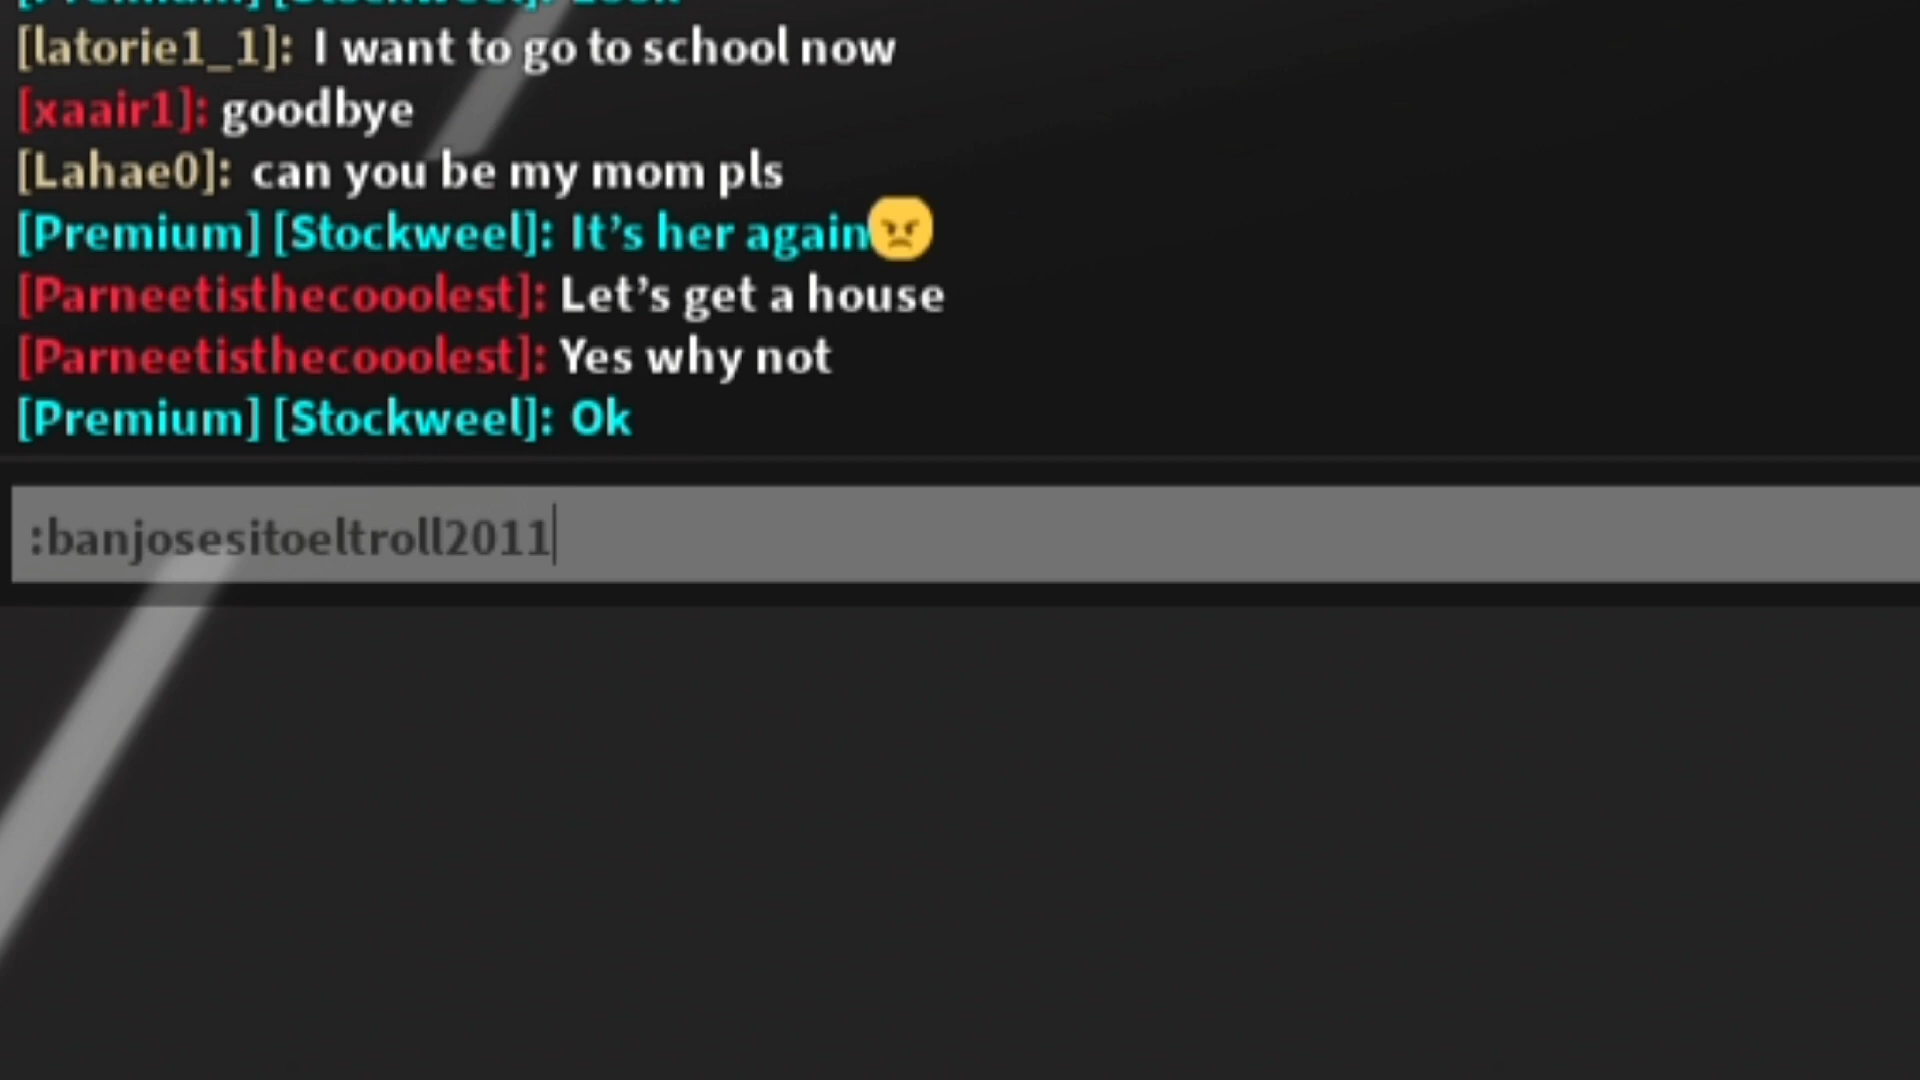 [latorie1_1]: I want to go to school now
[xaair1]: goodbye
[Lahae0]: can you be my mom pls
[Premium] [Stockweel]: It’s her again😠
[Parneetisthecooolest]: Let’s get a house
[Parneetisthecooolest]: Yes why not
[Premium] [Stockweel]: Ok
:banjosesitoeltroll2011